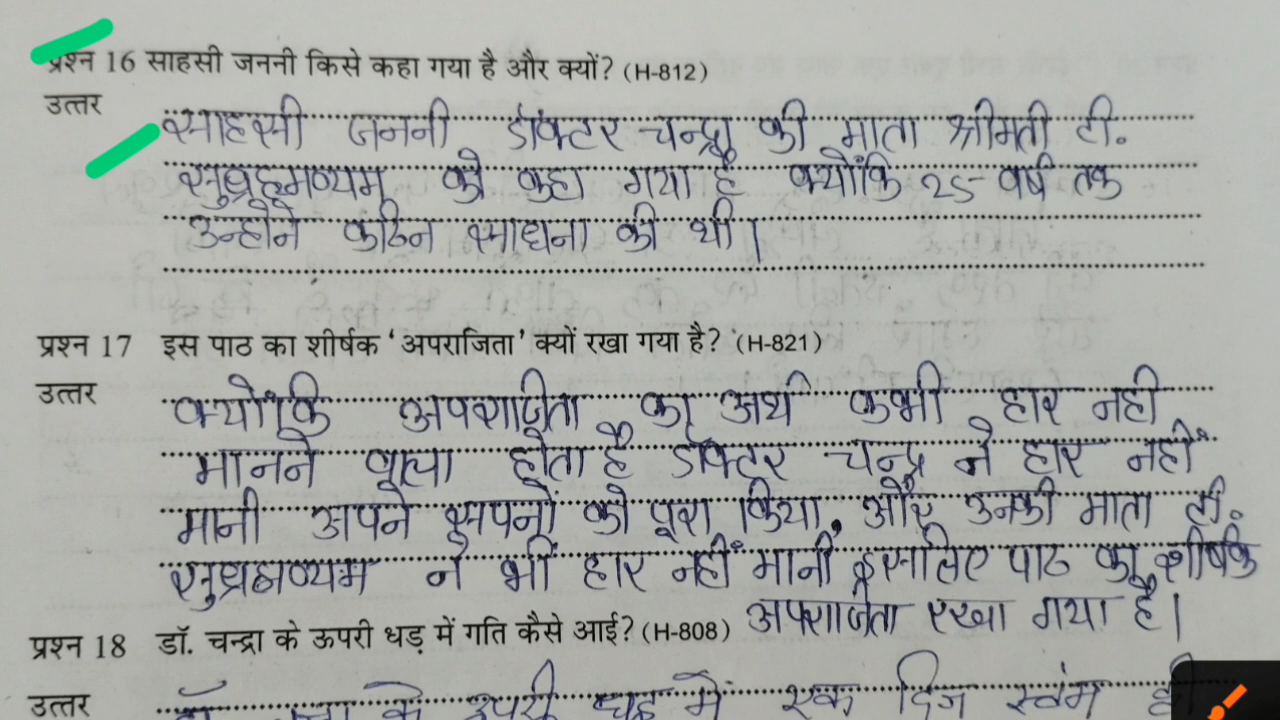 प्रश्न 16 साहसी जननी किसे कहा गया है और क्यों? (H-812)
उत्तर साहसी जननी डॉक्टर चन्द्रा की माता श्रीमती टी.
सुब्रह्मण्यम् को कहा गया है क्योंकि 25 वर्ष तक
उन्होंने कठिन साधना की थी।
प्रश्न 17 इस पाठ का शीर्षक ‘अपराजिता’ क्यों रखा गया है? (H-821)
उत्तर क्योंकि अपराजिता का अर्थ कभी हार नही
मानने वाला होता है डॉक्टर चन्द्र ने हार नहीं
मानी अपने सपनों को पूरा किया, और उनकी माता टी.
सुब्रह्मण्यम ने भी हार नहीं मानी इसलिए पाठ का शीर्षक
अपराजिता रखा गया है।
प्रश्न 18 डॉ. चन्द्रा के ऊपरी धड़ में गति कैसे आई? (H-808)
उत्तर के उपरी धड़ में एक दिन स्वंम ही